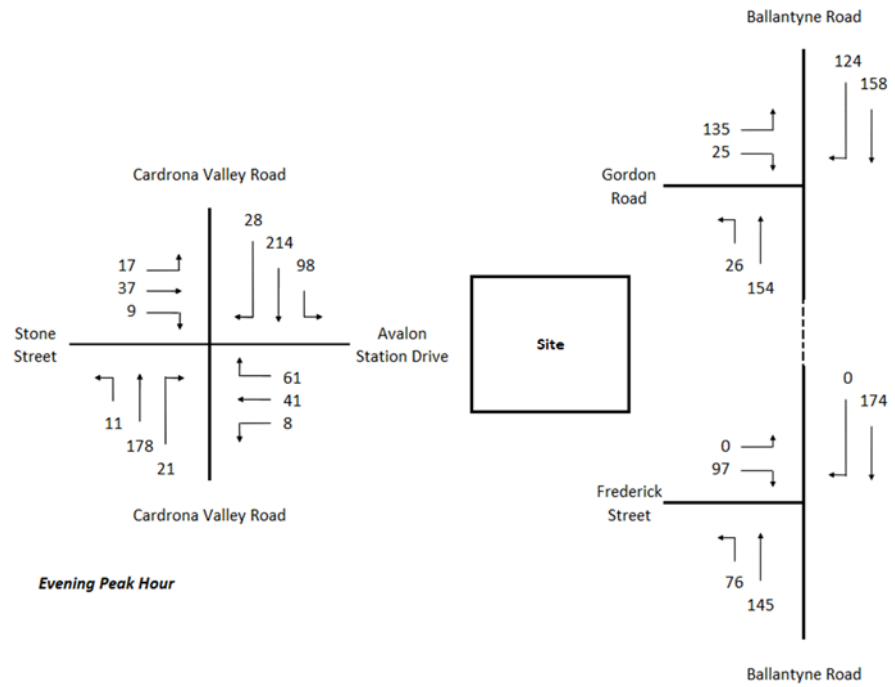 Ballantyne Road
124
158
135
25
Gordon
Road
26
154
Cardrona Valley Road
28
214
98
17
37
9
Stone
Street
Avalon
Station Drive
11
178
21
61
41
8
Cardrona Valley Road
Site
0
174
0
97
Frederick
Street
76
145
Evening Peak Hour
Ballantyne Road